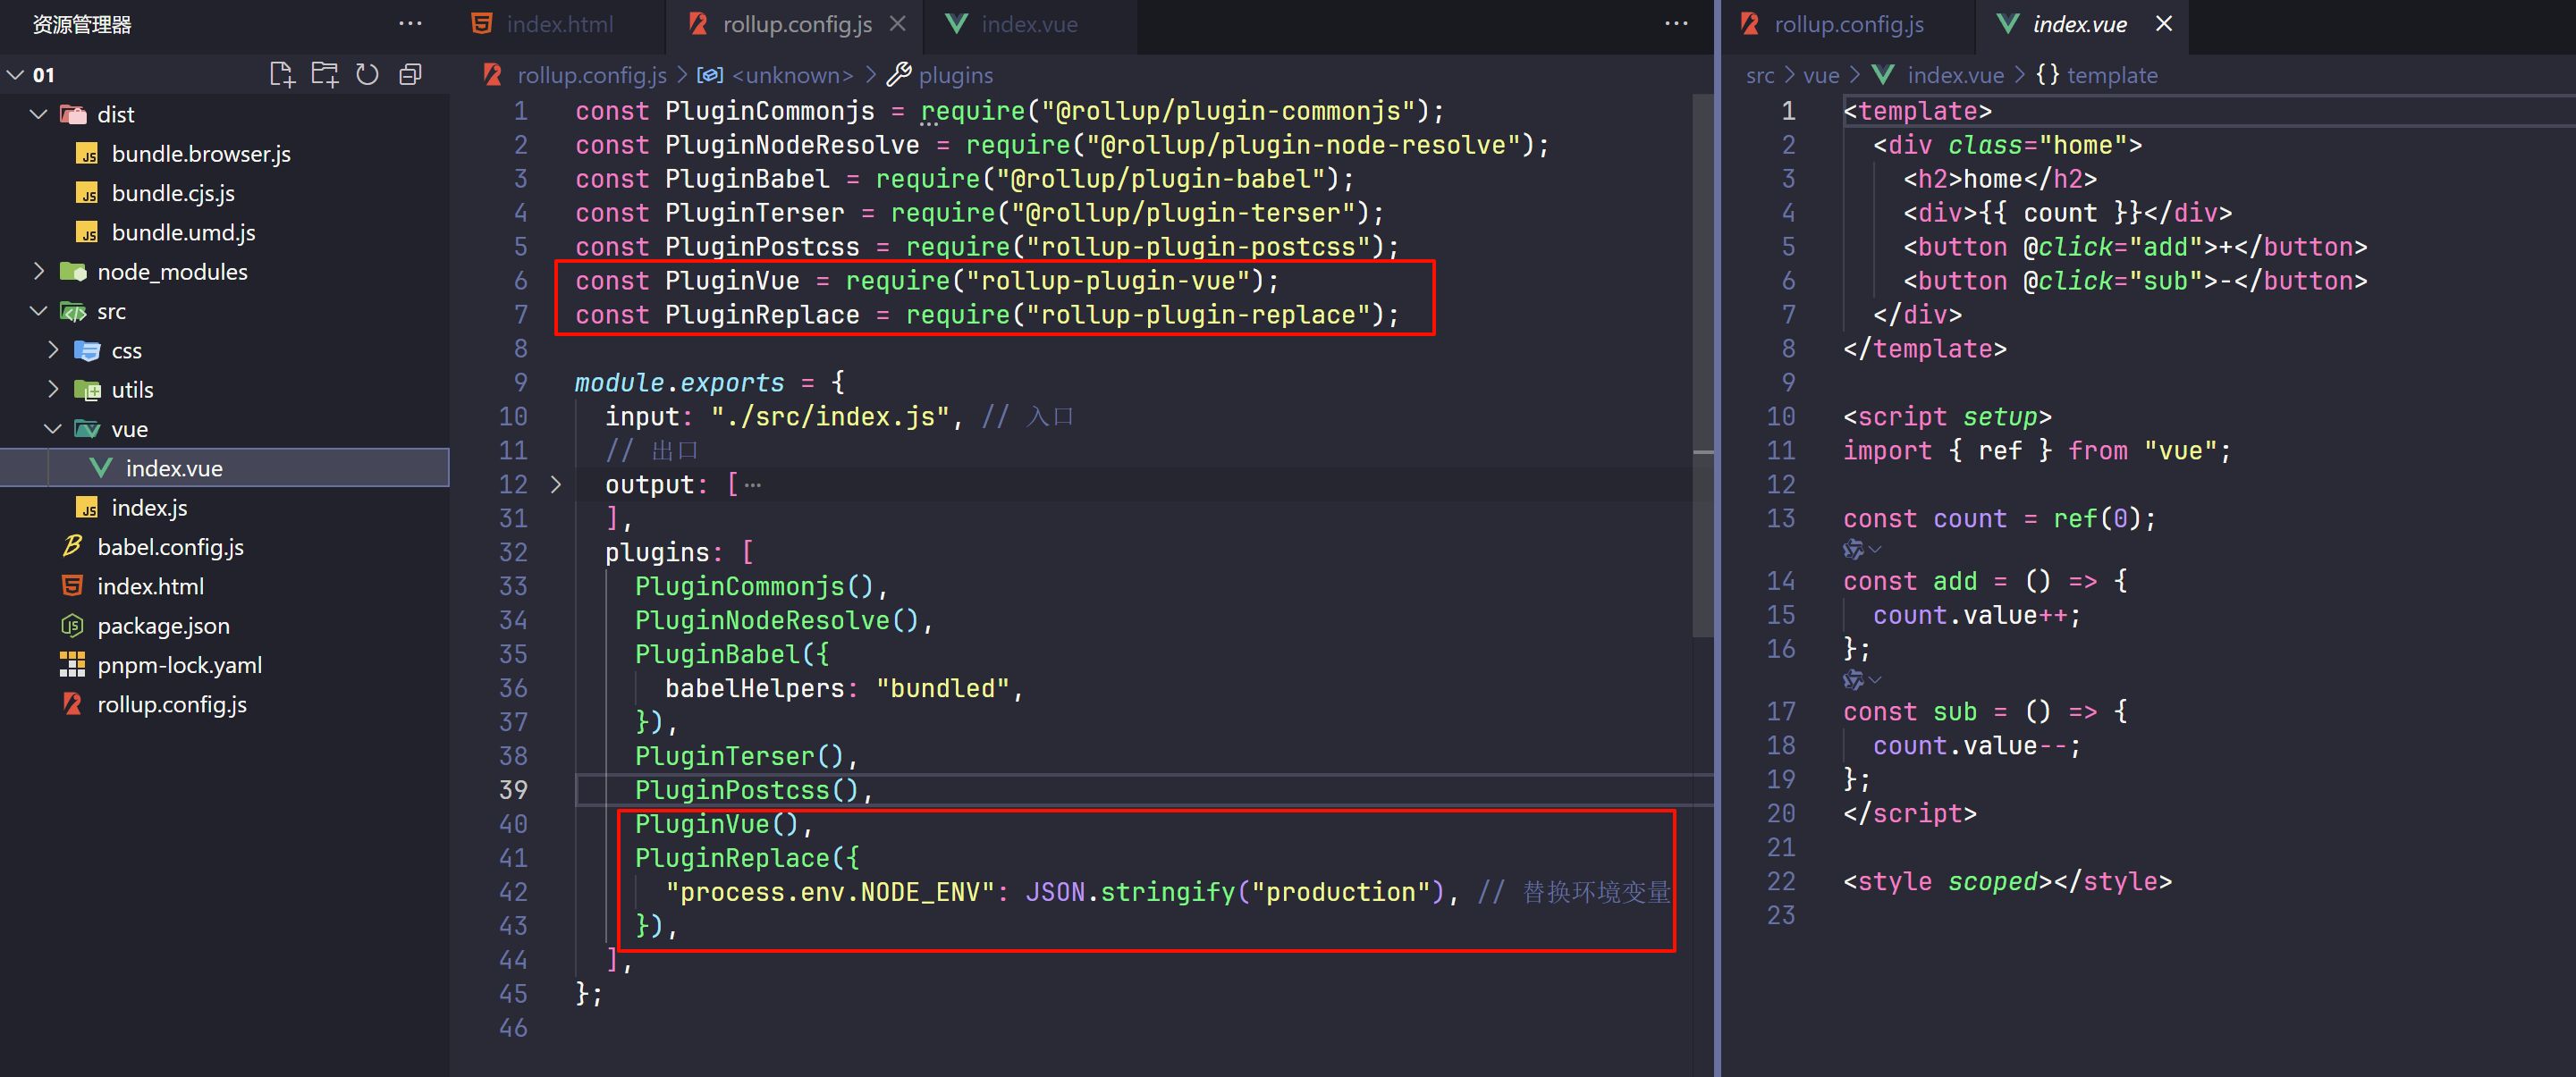 资源管理器
01
dist
bundle.browser.js
bundle.cjs.js
bundle.umd.js
node_modules
src
css
utils
vue
index.vue
index.js
babel.config.js
index.html
package.json
pnpm-lock.yaml
rollup.config.js
index.html
rollup.config.js
index.vue
rollup.config.js > <unknown> > plugins
1 const PluginCommonjs = require("@rollup/plugin-commonjs");
2 const PluginNodeResolve = require("@rollup/plugin-node-resolve");
3 const PluginBabel = require("@rollup/plugin-babel");
4 const PluginTerser = require("@rollup/plugin-terser");
5 const PluginPostcss = require("rollup-plugin-postcss");
6 const PluginVue = require("rollup-plugin-vue");
7 const PluginReplace = require("rollup-plugin-replace");
8
9 module.exports = {
10 input: "./src/index.js", // 入口
11 // 出口
12 output: [ ···
31 ],
32 plugins: [
33 PluginCommonjs(),
34 PluginNodeResolve(),
35 PluginBabel({
36 babelHelpers: "bundled",
37 }),
38 PluginTerser(),
39 PluginPostcss(),
40 PluginVue(),
41 PluginReplace({
42 "process.env.NODE_ENV": JSON.stringify("production"), // 替换环境变量
43 }),
44 ],
45 };
46
rollup.config.js
index.vue
src > vue > index.vue > {} template
1 <template>
2 <div class="home">
3 <h2>home</h2>
4 <div>{{ count }}</div>
5 <button @click="add">+</button>
6 <button @click="sub">-</button>
7 </div>
8 </template>
9
10 <script setup>
11 import { ref } from "vue";
12
13 const count = ref(0);
14 const add = () => {
15 count.value++;
16 };
17 const sub = () => {
18 count.value--;
19 };
20 </script>
21
22 <style scoped></style>
23